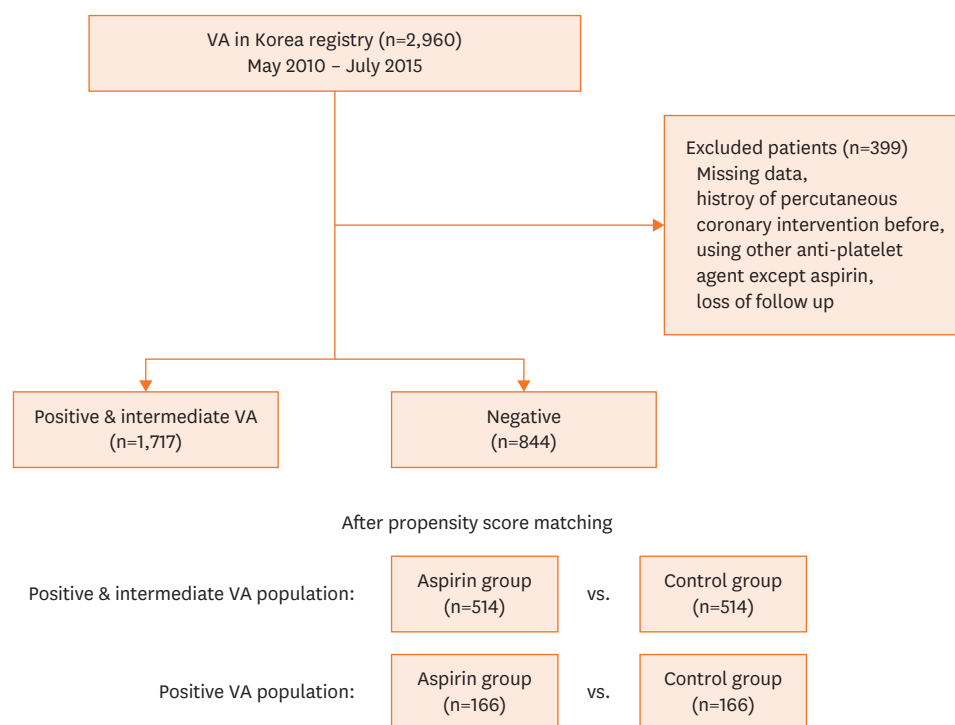 VA in Korea registry (n=2,960)
May 2010 – July 2015
Excluded patients (n=399)
Missing data,
histroy of percutaneous
coronary intervention before,
using other anti-platelet
agent except aspirin,
loss of follow up
Positive & intermediate VA
(n=1,717)
Negative
(n=844)
After propensity score matching
Positive & intermediate VA population:
Aspirin group
(n=514)
vs.
Control group
(n=514)
Positive VA population:
Aspirin group
(n=166)
vs.
Control group
(n=166)